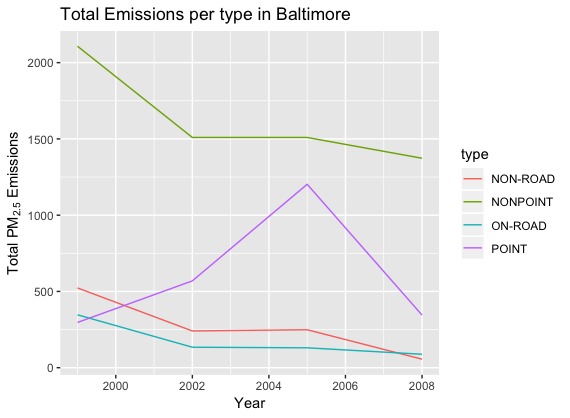 Total Emissions per type in Baltimore
Total PM2.5 Emissions
2000
1500
1000
500
0
2000
2002
2004
2006
2008
Year
type
NON-ROAD
NONPOINT
ON-ROAD
POINT